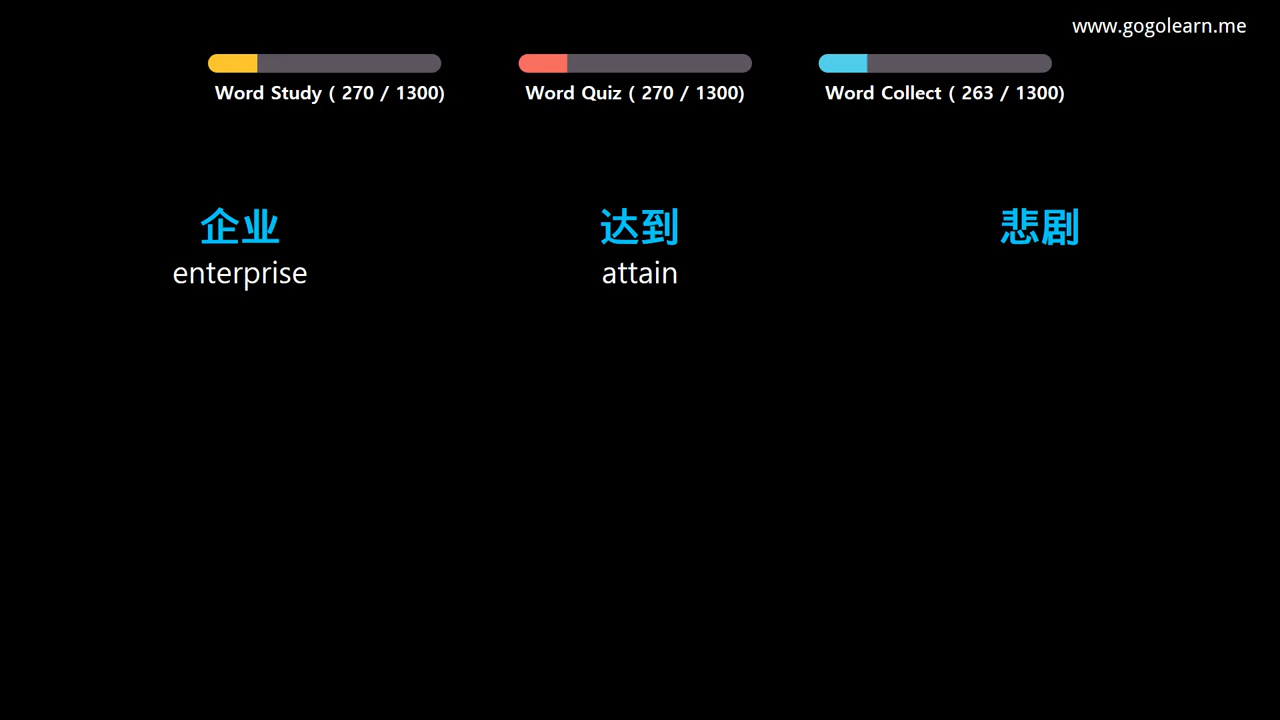 www.gogolearn.me
Word Study ( 270 / 1300)
Word Quiz ( 270 / 1300)
Word Collect ( 263 / 1300)
企业
enterprise
达到
attain
悲剧